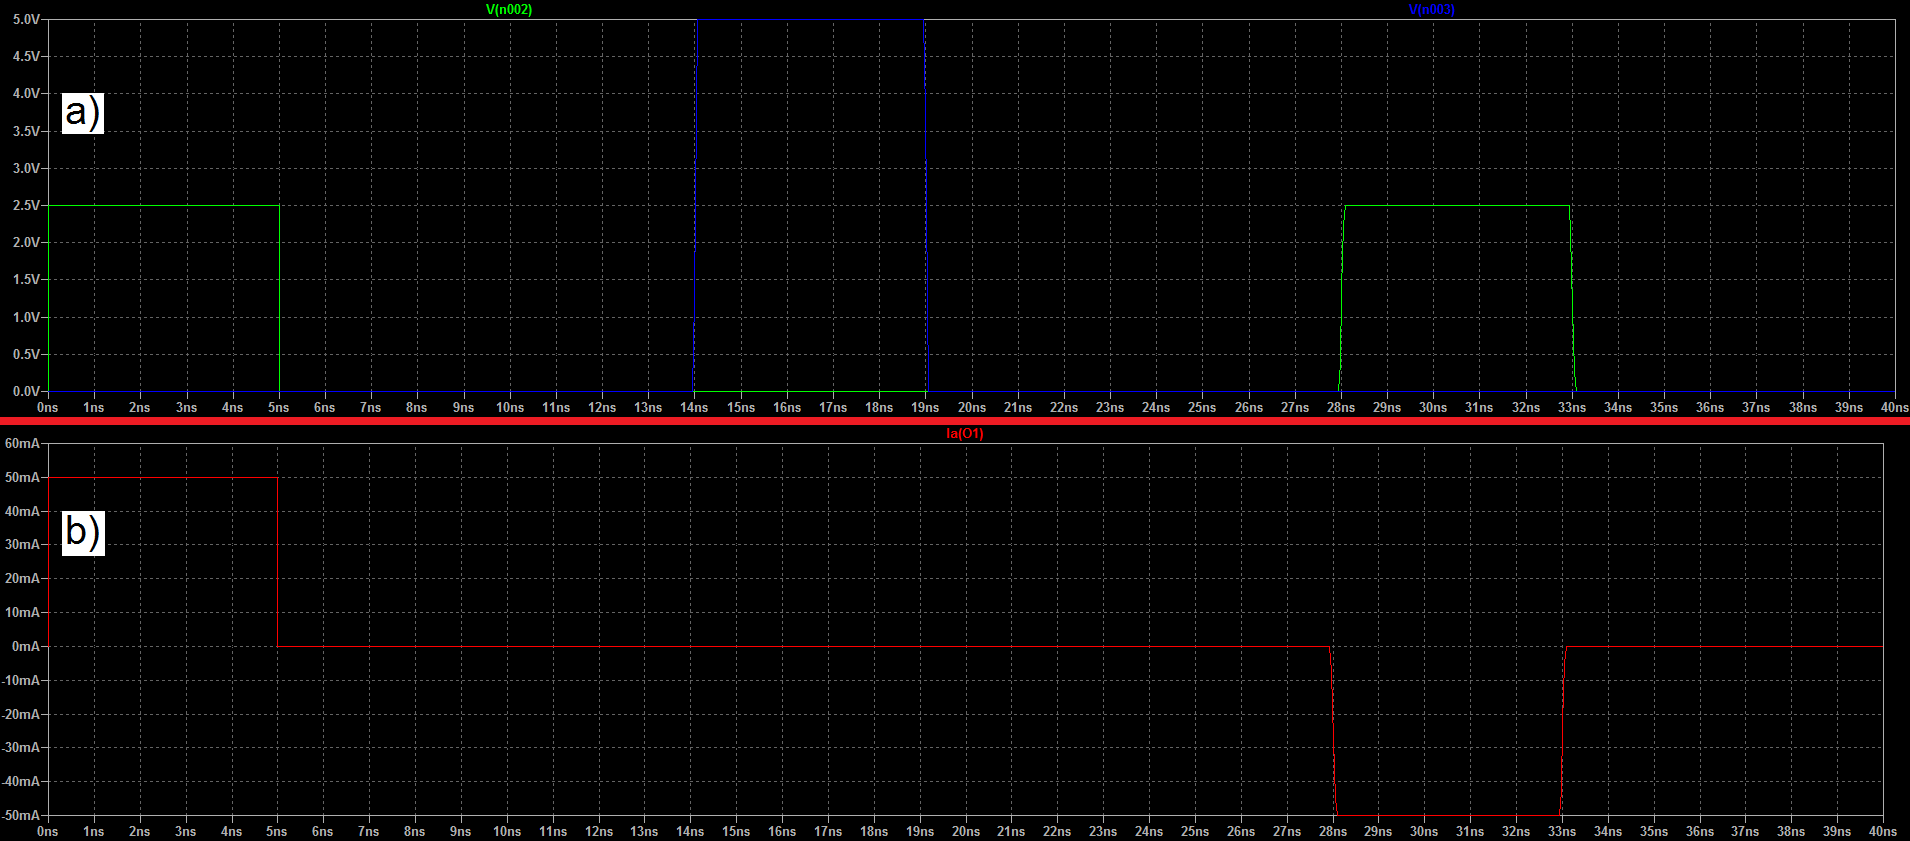 V(n002) V(n003)
5.0V
4.5V
4.0V
a)
3.5V
3.0V
2.5V
2.0V
1.5V
1.0V
0.5V
0.0V
0ns 1ns 2ns 3ns 4ns 5ns 6ns 7ns 8ns 9ns 10ns 11ns 12ns 13ns 14ns 15ns 16ns 17ns 18ns 19ns 20ns 21ns 22ns 23ns 24ns 25ns 26ns 27ns 28ns 29ns 30ns 31ns 32ns 33ns 34ns 35ns 36ns 37ns 38ns 39ns 40ns
Ia(O1)
60mA
50mA
40mA
b)
30mA
20mA
10mA
0mA
-10mA
-20mA
-30mA
-40mA
-50mA
0ns 1ns 2ns 3ns 4ns 5ns 6ns 7ns 8ns 9ns 10ns 11ns 12ns 13ns 14ns 15ns 16ns 17ns 18ns 19ns 20ns 21ns 22ns 23ns 24ns 25ns 26ns 27ns 28ns 29ns 30ns 31ns 32ns 33ns 34ns 35ns 36ns 37ns 38ns 39ns 40ns